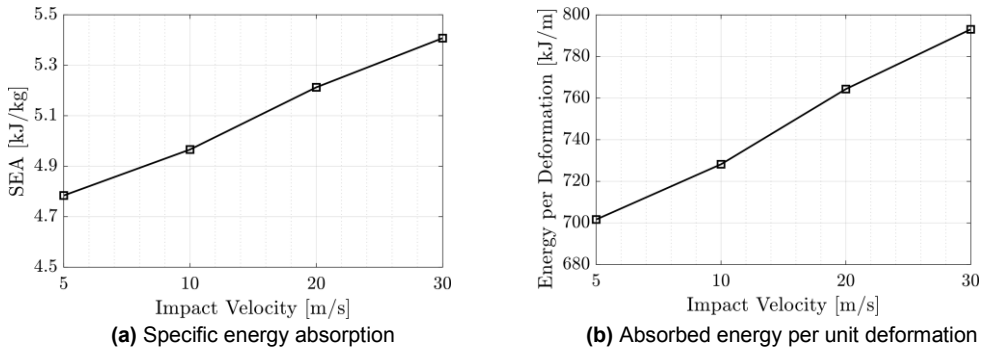 5.5
5.3
5.1
4.9
4.7
4.5
SEA [kJ/kg]
5 10 20 30
Impact Velocity [m/s]
(a) Specific energy absorption
800
780
760
740
720
700
680
Energy per Deformation [kJ/m]
5 10 20 30
Impact Velocity [m/s]
(b) Absorbed energy per unit deformation